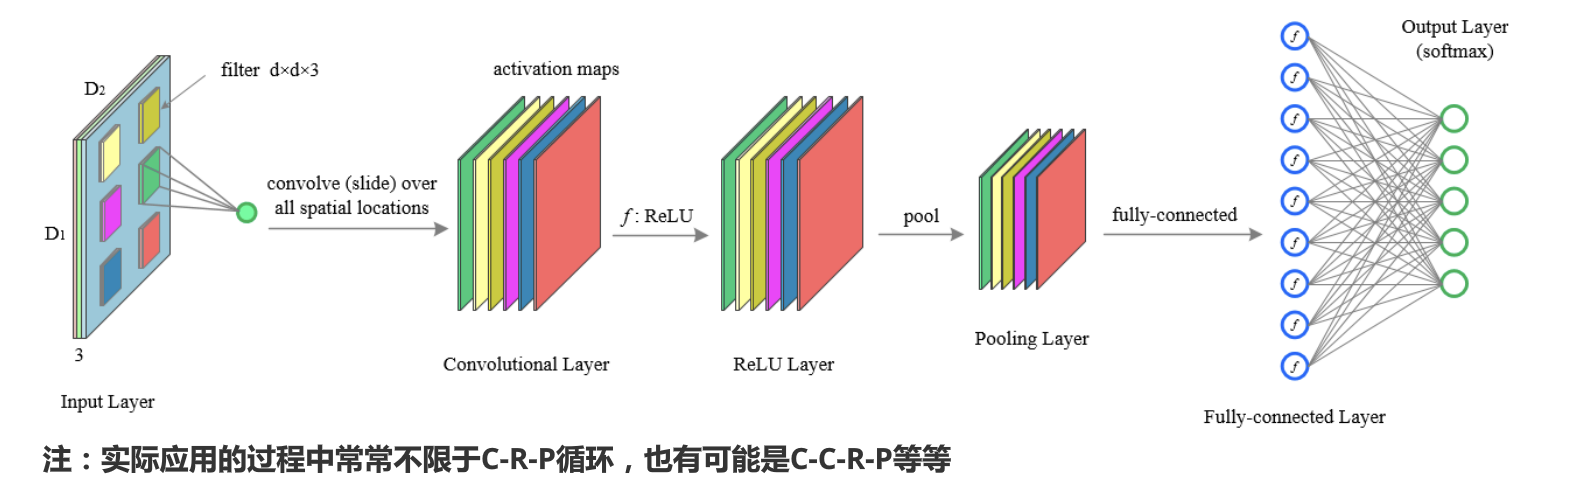 D2
filter d×d×3
D1
3
Input Layer
convolve (slide) over
all spatial locations
activation maps
Convolutional Layer
f : ReLU
ReLU Layer
pool
Pooling Layer
fully-connected
f
f
f
f
f
f
f
f
f
Fully-connected Layer
Output Layer
(softmax)
注：实际应用的过程中常常不限于C-R-P循环，也有可能是C-C-R-P等等